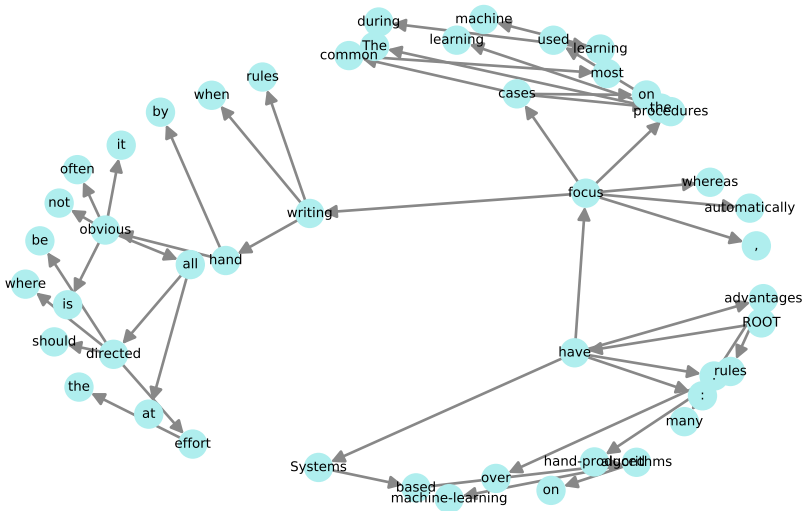 during
machine
The
learning
used
learning
common
most
cases
on
the
procedures
rules
when
by
it
often
not
obvious
be
where
is
all
hand
writing
focus
whereas
automatically
,
should
directed
the
at
effort
have
advantages
ROOT
rules
.
:
many
Systems
based
machine-learning
over
on
hand-produced
algorithms